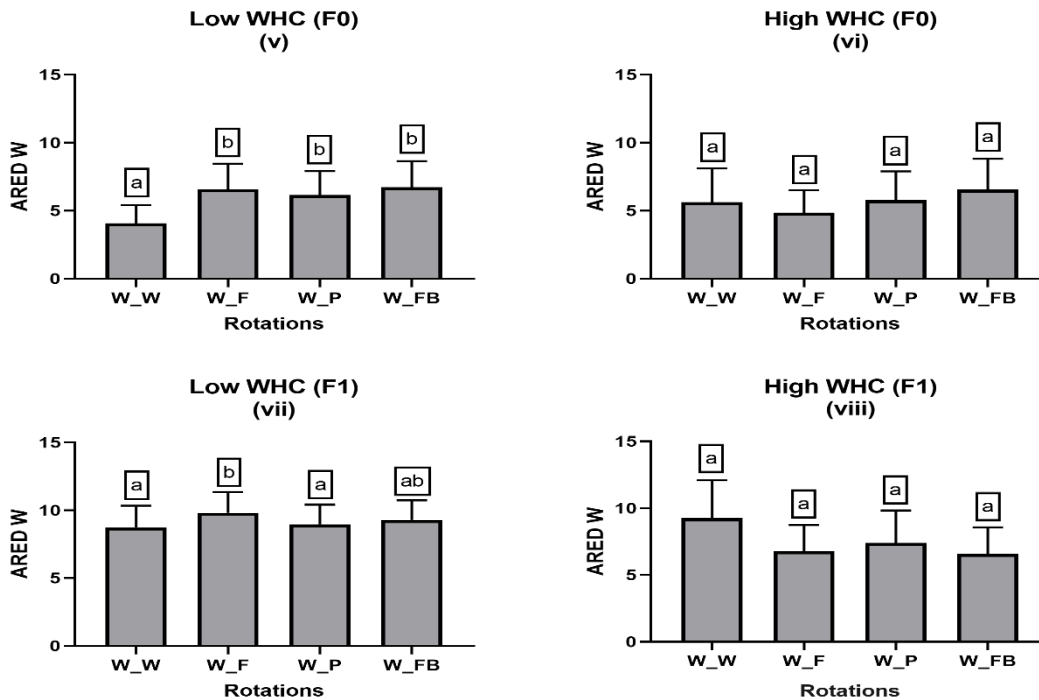 Low WHC (F0)
(v)
15
10
5
0
ARED W
a
b
b
b
W_W W_F W_P W_FB
Rotations
High WHC (F0)
(vi)
15
10
5
0
ARED W
a
a
a
a
W_W W_F W_P W_FB
Rotations
Low WHC (F1)
(vii)
15
10
5
0
ARED W
a
b
a
ab
W_W W_F W_P W_FB
Rotations
High WHC (F1)
(viii)
15
10
5
0
ARED W
a
a
a
a
W_W W_F W_P W_FB
Rotations